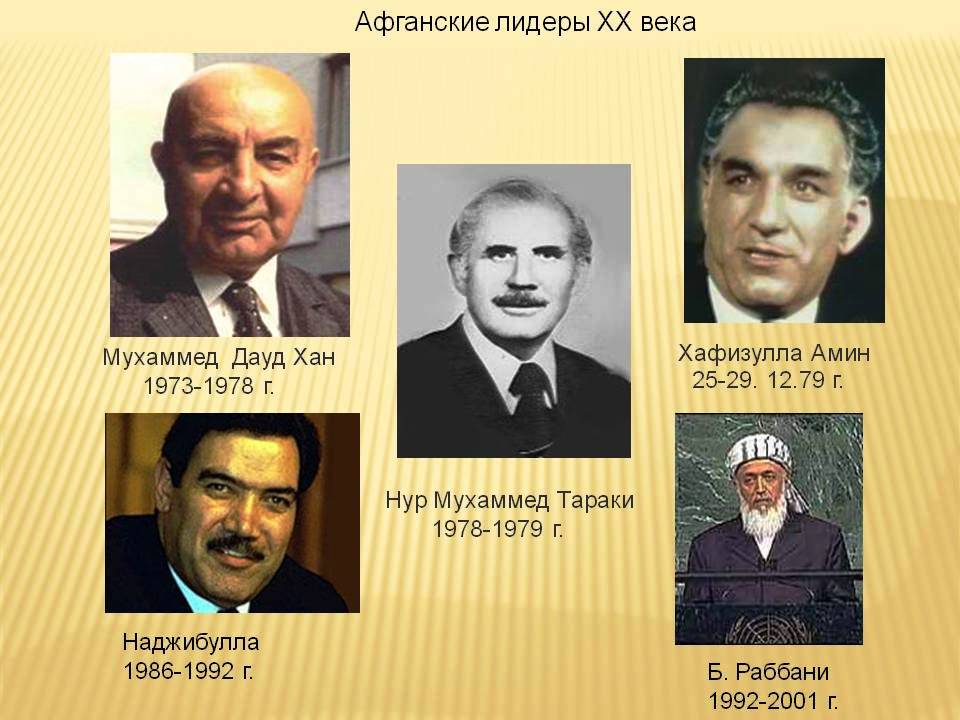 Афганские лидеры XX века
Мухаммед Дауд Хан
1973-1978 г.
Хафизулла Амин
25-29. 12.79 г.
Нур Мухаммед Тараки
1978-1979 г.
Наджибулла
1986-1992 г.
Б. Раббани
1992-2001 г.